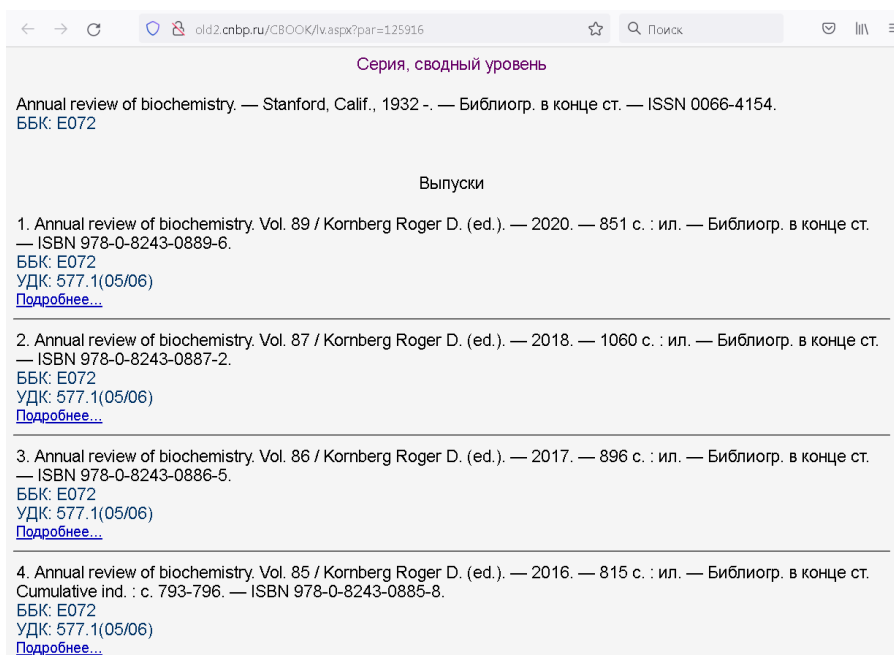 old2.cnbp.ru/CBOOK/lv.aspx?par=125916
Поиск
Серия, сводный уровень
Annual review of biochemistry. — Stanford, Calif., 1932 -. — Библиогр. в конце ст. — ISSN 0066-4154.
ББК: Е072
Выпуски
1. Annual review of biochemistry. Vol. 89 / Kornberg Roger D. (ed.). — 2020. — 851 с. : ил. — Библиогр. в конце ст.
— ISBN 978-0-8243-0889-6.
ББК: Е072
УДК: 577.1(05/06)
Подробнее...
2. Annual review of biochemistry. Vol. 87 / Kornberg Roger D. (ed.). — 2018. — 1060 с. : ил. — Библиогр. в конце ст.
— ISBN 978-0-8243-0887-2.
ББК: Е072
УДК: 577.1(05/06)
Подробнее...
3. Annual review of biochemistry. Vol. 86 / Kornberg Roger D. (ed.). — 2017. — 896 с. : ил. — Библиогр. в конце ст.
— ISBN 978-0-8243-0886-5.
ББК: Е072
УДК: 577.1(05/06)
Подробнее...
4. Annual review of biochemistry. Vol. 85 / Kornberg Roger D. (ed.). — 2016. — 815 с. : ил. — Библиогр. в конце ст.
Cumulative ind. : с. 793-796. — ISBN 978-0-8243-0885-8.
ББК: Е072
УДК: 577.1(05/06)
Подробнее...